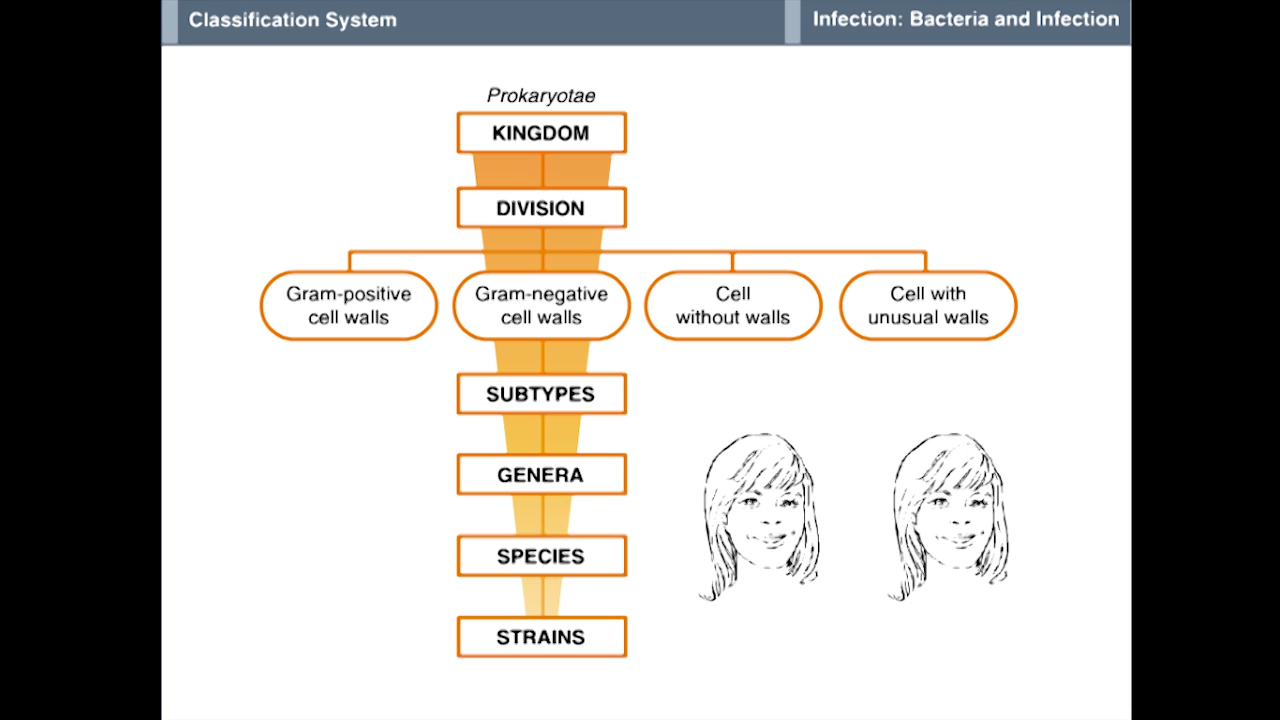 Classification System
Infection: Bacteria and Infection
Prokaryotae
KINGDOM
DIVISION
Gram-positive
cell walls
Gram-negative
cell walls
Cell
without walls
Cell with
unusual walls
SUBTYPES
GENERA
SPECIES
STRAINS